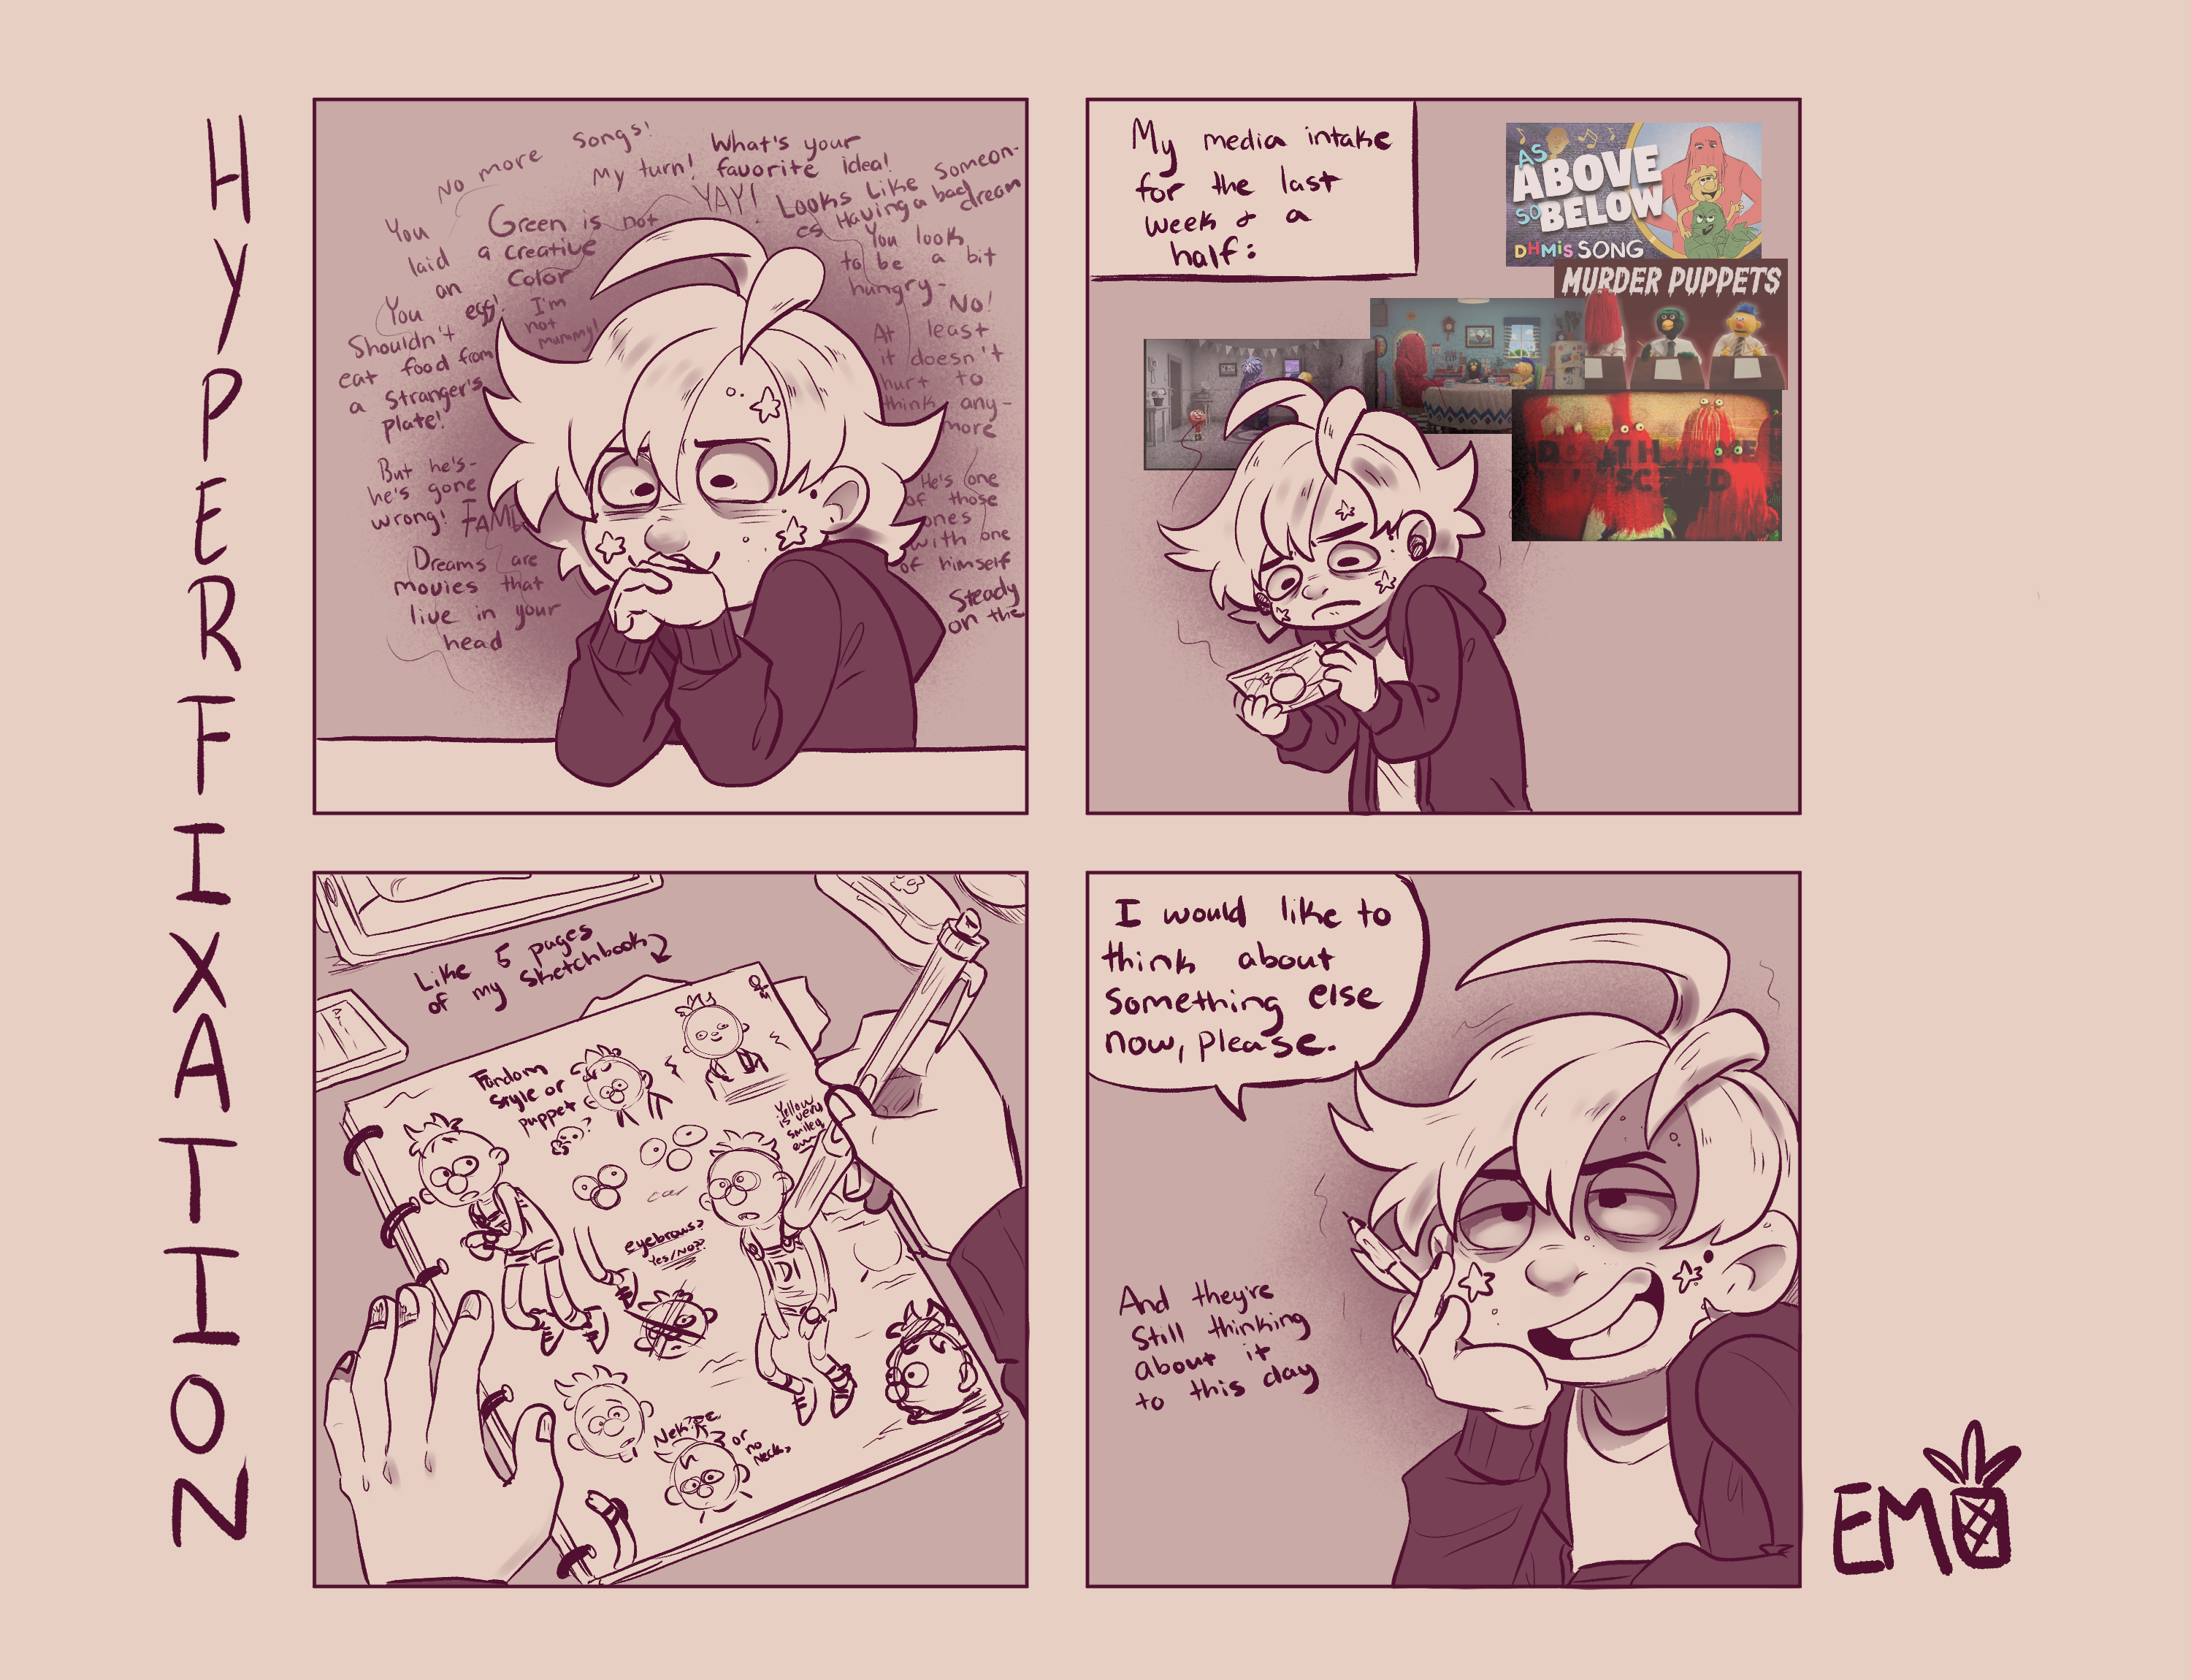 HYPERFIXATION
No more songs!
My turn!
What's your
favorite idea!
YAY!
Looks Like Someon-
es Having a bad
dream
You
laid
an
egg!
Green is not
a creative
Color
I'm
not
mummy!
You look
to be a bit
hungry-
No!
You
Shouldn't
eat food from
a Stranger's
plate!
At least
it doesn't
hurt to
think any-
more
But he's-
he's gone
wrong!
He's one
of those
ones
with one
of himself
Dreams are
movies that
live in your
head
Steady
on the
My media intake
for the last
week & a
half:
AS
ABOVE
SO BELOW
DHMIS SONG
MURDER PUPPETS
Like 5 pages
of my Sketchbook
Fandom
Style or
puppet
?
Yellow
is very
smiley
eyebrows?
Yes/No??
or
no
Neck?
I would like to
think about
something else
now, please.
And they're
Still thinking
about it
to this day
EM